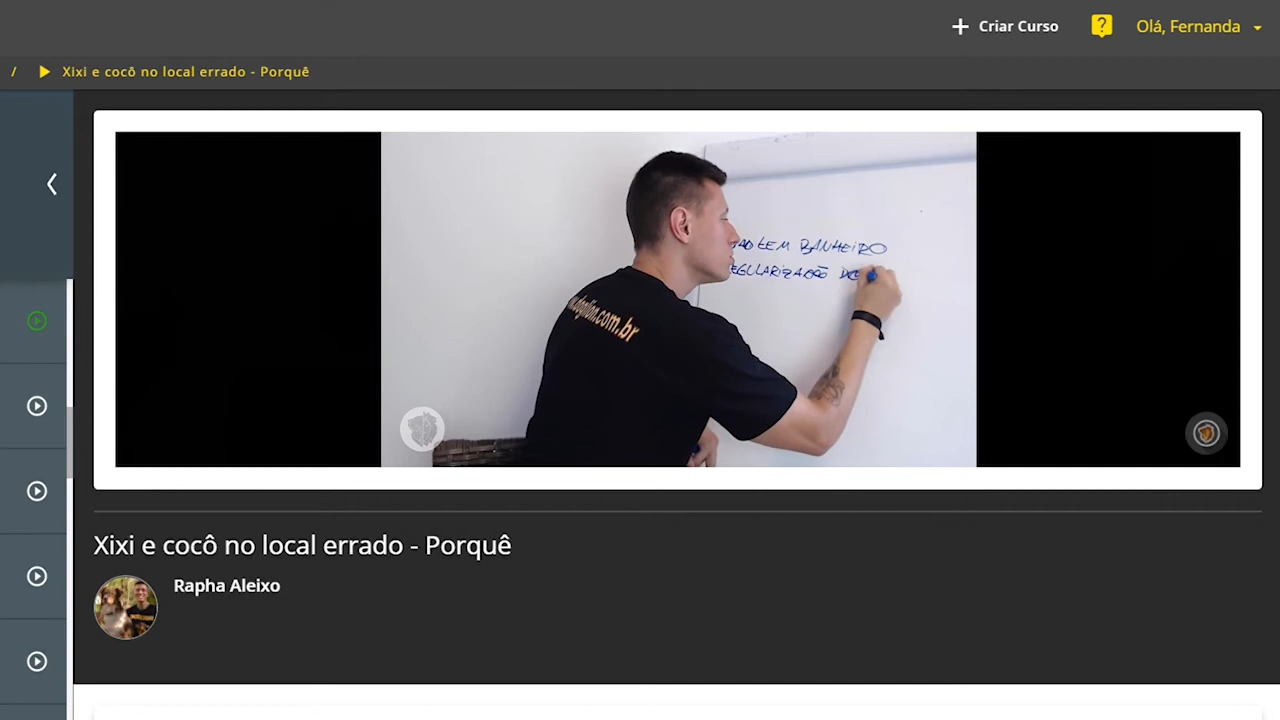 Criar Curso
?
Olá, Fernanda
/ Xixi e cocô no local errado - Porquê
TEM BANHEIRO
.com.br
Xixi e cocô no local errado - Porquê
Rapha Aleixo